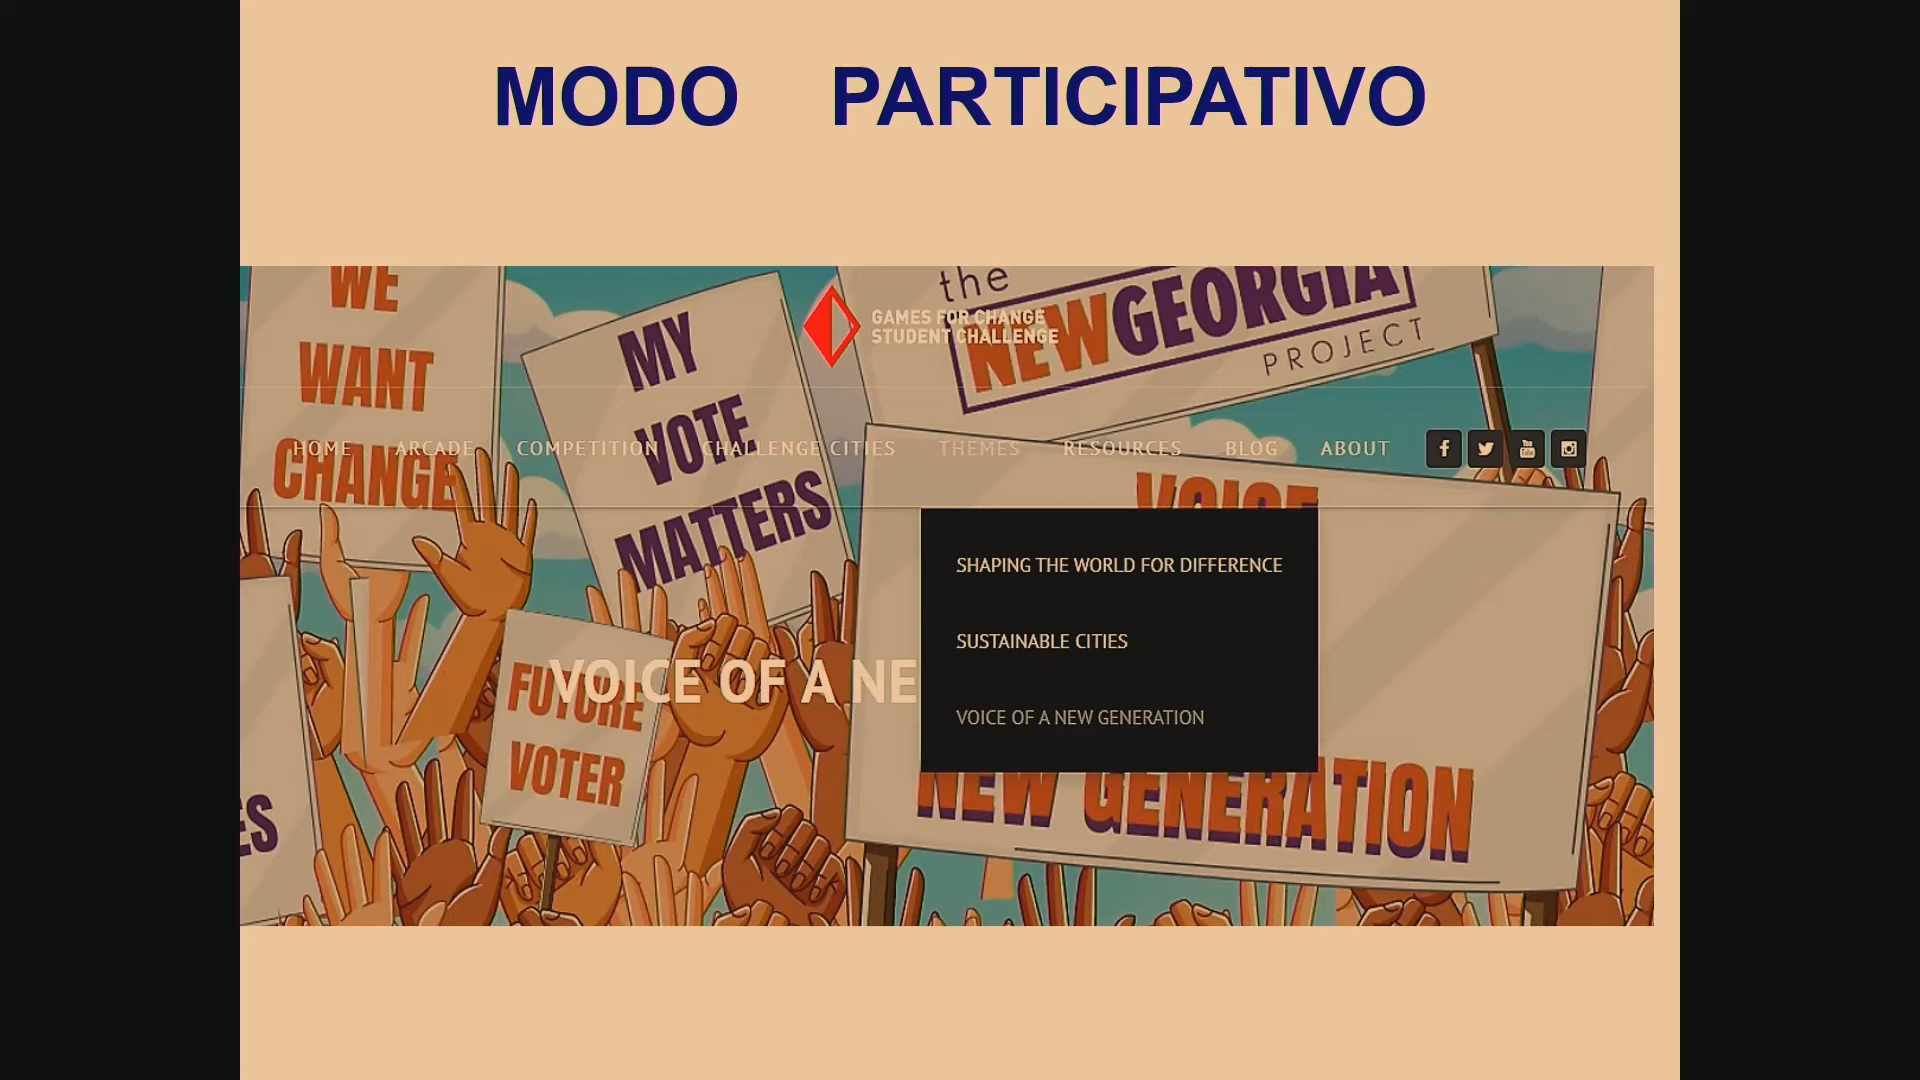 MODO PARTICIPATIVO
WE
WANT
CHANGE
MY
VOTE
MATTERS
the
NEW GEORGIA
PROJECT
GAMES FOR CHANGE
STUDENT CHALLENGE
HOME ARCADE COMPETITION CHALLENGE CITIES THEMES RESOURCES BLOG ABOUT
VOICE
SHAPING THE WORLD FOR DIFFERENCE
SUSTAINABLE CITIES
VOICE OF A NEW GENERATION
VOICE OF A NE
FUTURE
VOTER
NEW GENERATION
ES